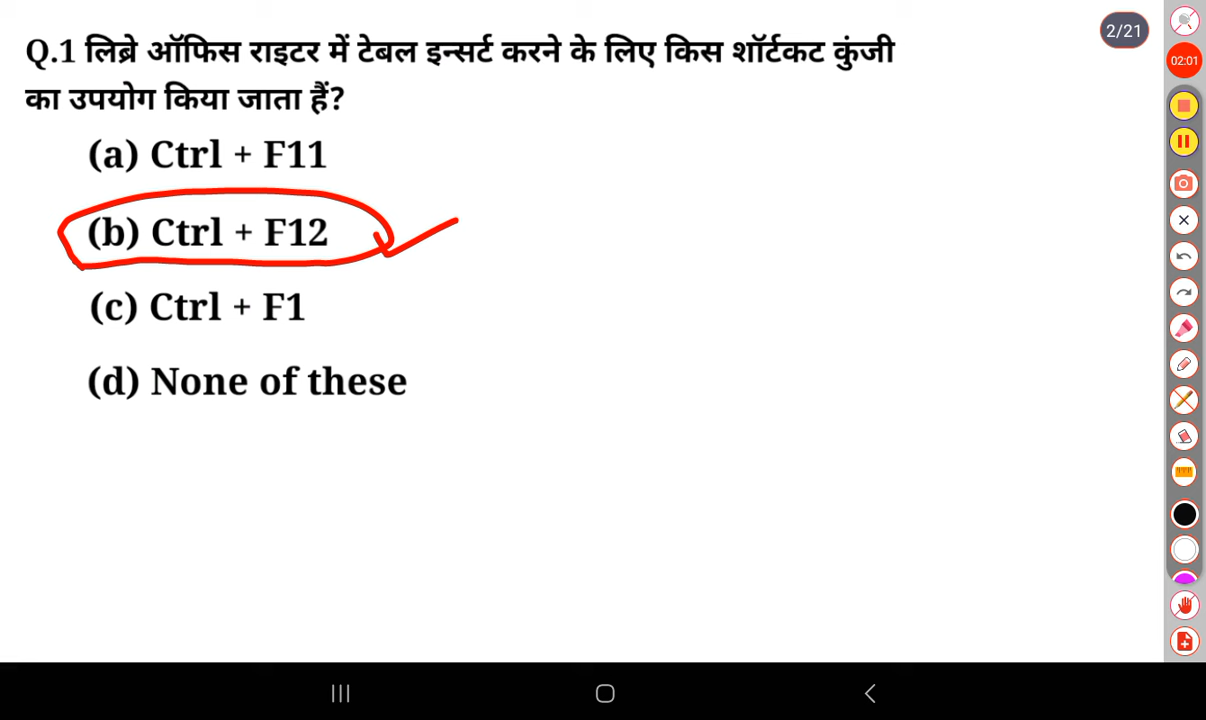 2/21
Q.1 लिब्रे ऑफिस राइटर में टेबल इन्सर्ट करने के लिए किस शॉर्टकट कुंजी
का उपयोग किया जाता हैं?
(a) Ctrl + F11
(b) Ctrl + F12
(c) Ctrl + F1
(d) None of these
02:01